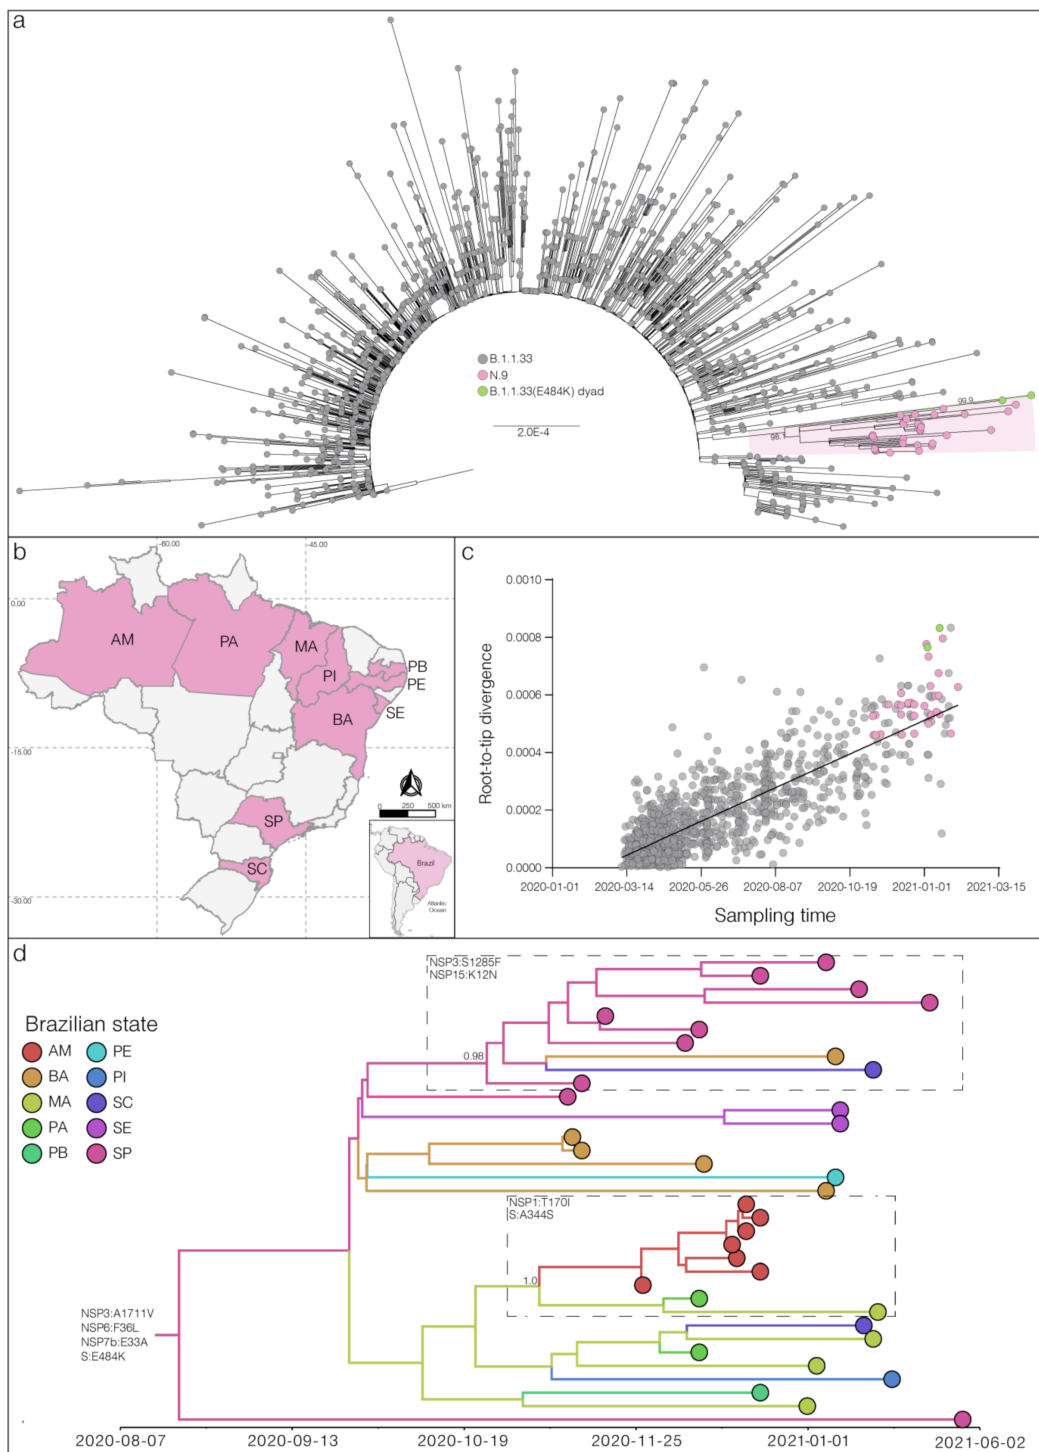 a
B.1.1.33
N.9
B.1.1.33(E484K) dyad
2.0E-4
99.9
96.1
b
-60.00
-45.00
0.00
-15.00
-30.00
AM
PA
MA
PI
PB
PE
SE
BA
SP
SC
0 250 500 km
Brazil
Atlantic
Ocean
c
Root-to-tip divergence
0.0010
0.0008
0.0006
0.0004
0.0002
0.0000
2020-01-01 2020-03-14 2020-05-26 2020-08-07 2020-10-19 2021-01-01 2021-03-15
Sampling time
d
Brazilian state
AM PE
BA PI
MA SC
PA SE
PB SP
NSP3:S1285F
NSP15:K12N
0.98
NSP1:T170I
S:A344S
1.0
NSP3:A1711V
NSP6:F36L
NSP7b:E33A
S:E484K
2020-08-07 2020-09-13 2020-10-19 2020-11-25 2021-01-01 2021-06-02